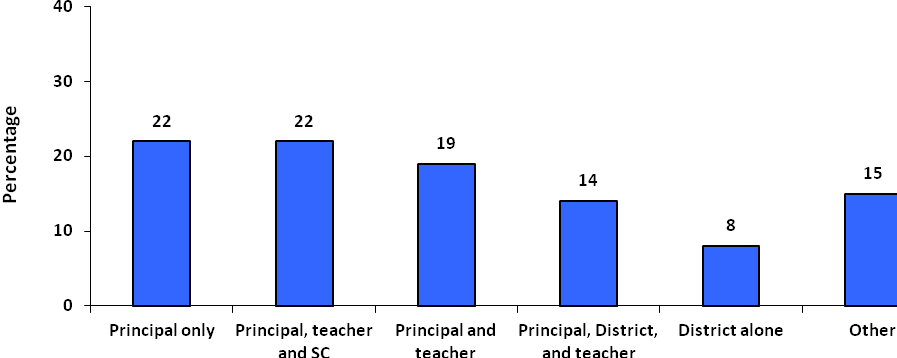 40
30
20
10
0
Percentage
22
22
19
14
8
15
Principal only
Principal, teacher
and SC
Principal and
teacher
Principal, District,
and teacher
District alone
Other